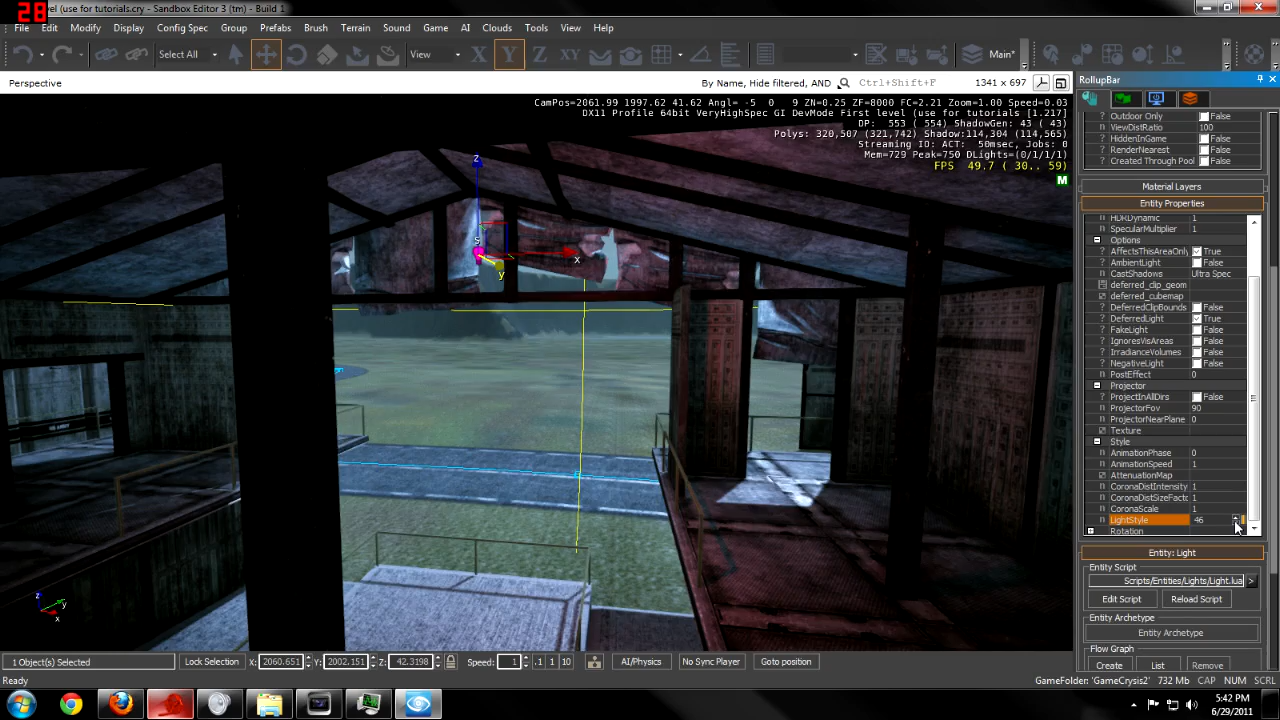 28
vel (use for tutorials.cry - Sandbox Editor 3 (tm) - Build 1
File Edit Modify Display Config Spec Group Prefabs Brush Terrain Sound Game AI Clouds Tools View Help
Select All View X Y Z XY Main*
Perspective By Name, Hide filtered, AND Ctrl+Shift+F 1341 x 697
CamPos=2061.99 1997.62 41.62 Angl= -5 0 9 ZN=0.25 ZF=8000 FC=2.21 Zoom=1.00 Speed=0.03
DX11 Profile 64bit VeryHighSpec GI DevMode First level (use for tutorials [1.217]
DP: 553 ( 554) ShadowGen: 43 ( 43)
Polys: 320,507 (321,742) Shadow:114,304 (114,565)
Streaming ID: ACT: 50msec, Jobs: 0
Mem=729 Peak=750 DLights=(0/1/1/1)
FPS 49.7 ( 30.. 59)
M
z
S
x
y
RollupBar
Outdoor Only False
ViewDistRatio 100
HiddenInGame False
RenderNearest False
Created Through Pool False
Material Layers
Entity Properties
HDRDynamic 1
SpecularMultiplier 1
Options
AffectsThisAreaOnly True
AmbientLight False
CastShadows Ultra Spec
deferred_clip_geom
deferred_cubemap
DeferredClipBounds False
DeferredLight True
FakeLight False
IgnoresVisAreas False
IrradianceVolumes False
NegativeLight False
PostEffect 0
Projector
ProjectInAllDirs False
ProjectorFov 90
ProjectorNearPlane 0
Texture
Style
AnimationPhase 0
AnimationSpeed 1
AttenuationMap
CoronaDistIntensity 1
CoronaDistSizeFactc 1
CoronaScale 1
LightStyle 46
Rotation
Entity: Light
Entity Script
Scripts/Entities/Lights/Light.lua >
Edit Script Reload Script
Entity Archetype
Entity Archetype
Flow Graph
Create List Remove
z
y
x
1 Object(s) Selected Lock Selection X: 2060.651 Y: 2002.151 Z: 42.3198 Speed: 1 .1 1 10 AI/Physics No Sync Player Goto position
Ready GameFolder: 'GameCrysis2' 732 Mb CAP NUM SCRL
5:42 PM
6/29/2011